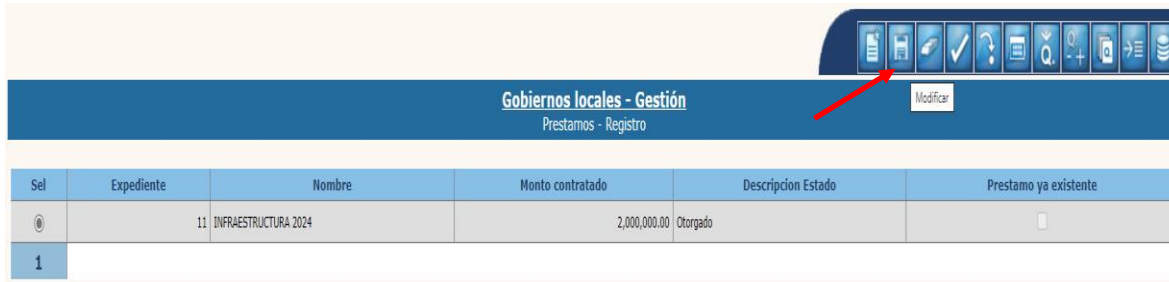 Gobiernos locales - Gestión
Modificar
Prestamos - Registro
Sel Expediente Nombre Monto contratado Descripcion Estado Prestamo ya existente
11 INFRAESTRUCTURA 2024 2,000,000.00 Otorgado
1